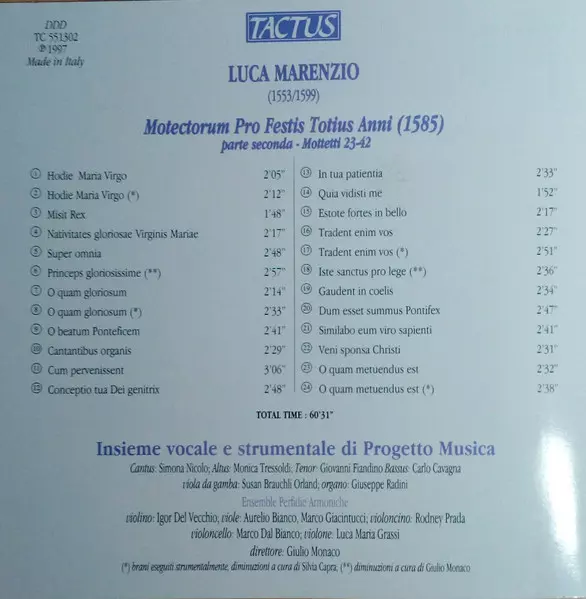 DDD
TC 551302
℗ 1997
Made in Italy
TACTUS
LUCA MARENZIO
(1553/1599)
Motectorum Pro Festis Totius Anni (1585)
parte seconda - Mottetti 23-42
1 Hodie Maria Virgo 2'05"
2 Hodie Maria Virgo (*) 2'12"
3 Misit Rex 1'48"
4 Nativitates gloriosae Virginis Mariae 2'17"
5 Super omnia 2'48"
6 Princeps gloriosissime (**) 2'57"
7 O quam gloriosum 2'14"
8 O quam gloriosum (*) 2'33"
9 O beatum Ponteficem 2'41"
10 Cantantibus organis 2'29"
11 Cum pervenissent 3'06"
12 Conceptio tua Dei genitrix 2'48"
13 In tua patientia 2'33"
14 Quia vidisti me 1'52"
15 Estote fortes in bello 2'17"
16 Tradent enim vos 2'27"
17 Tradent enim vos (*) 2'51"
18 Iste sanctus pro lege (**) 2'36"
19 Gaudent in coelis 2'34"
20 Dum esset summus Pontifex 2'47"
21 Similabo eum viro sapienti 2'41"
22 Veni sponsa Christi 2'31"
23 O quam metuendus est 2'32"
24 O quam metuendus est (*) 2'38"
TOTAL TIME : 60'31"
Insieme vocale e strumentale di Progetto Musica
Cantus: Simona Nicolo; Altus: Monica Tressoldi; Tenor: Giovanni Fiandino Bassus: Carlo Cavagna
viola da gamba: Susan Brauchli Orland; organo: Giuseppe Radini
Ensemble Perfidie Armoniche
violino: Igor Del Vecchio; viole: Aurelio Bianco, Marco Giacintucci; violoncino: Rodney Prada
violoncello: Marco Dal Bianco; violone: Luca Maria Grassi
direttore: Giulio Monaco
(*) brani eseguiti strumentalmente, diminuzioni a cura di Silvia Capra, (**) diminuzioni a cura di Giulio Monaco